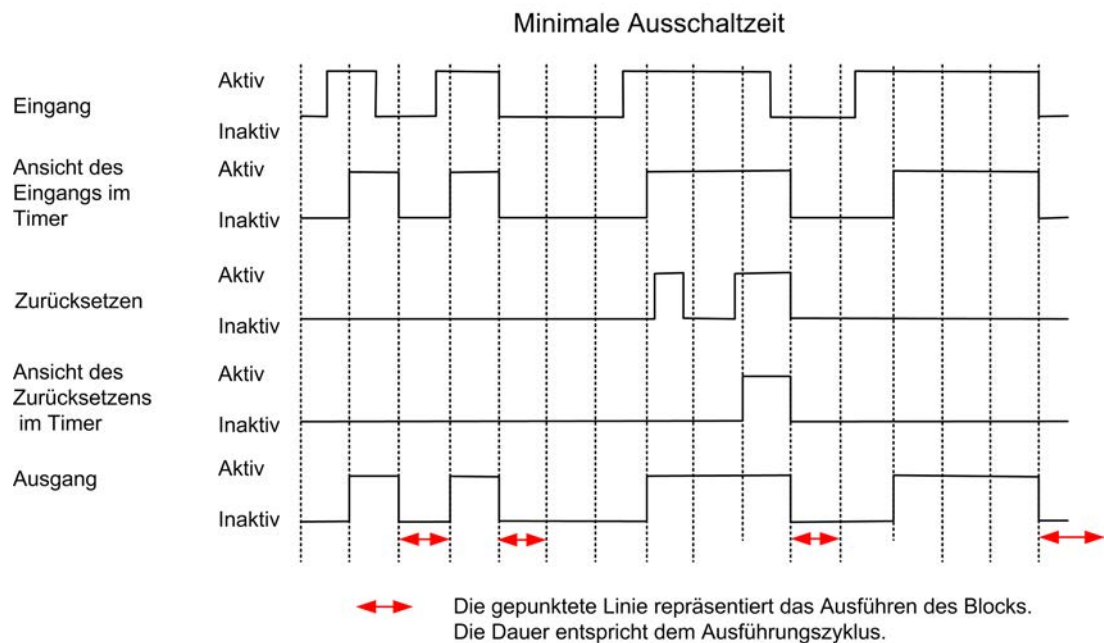 Minimale Ausschaltzeit
Eingang
Aktiv
Inaktiv
Ansicht des
Eingangs im
Timer
Aktiv
Inaktiv
Zurücksetzen
Aktiv
Inaktiv
Ansicht des
Zurücksetzens
im Timer
Aktiv
Inaktiv
Ausgang
Aktiv
Inaktiv
Die gepunktete Linie repräsentiert das Ausführen des Blocks.
Die Dauer entspricht dem Ausführungszyklus.